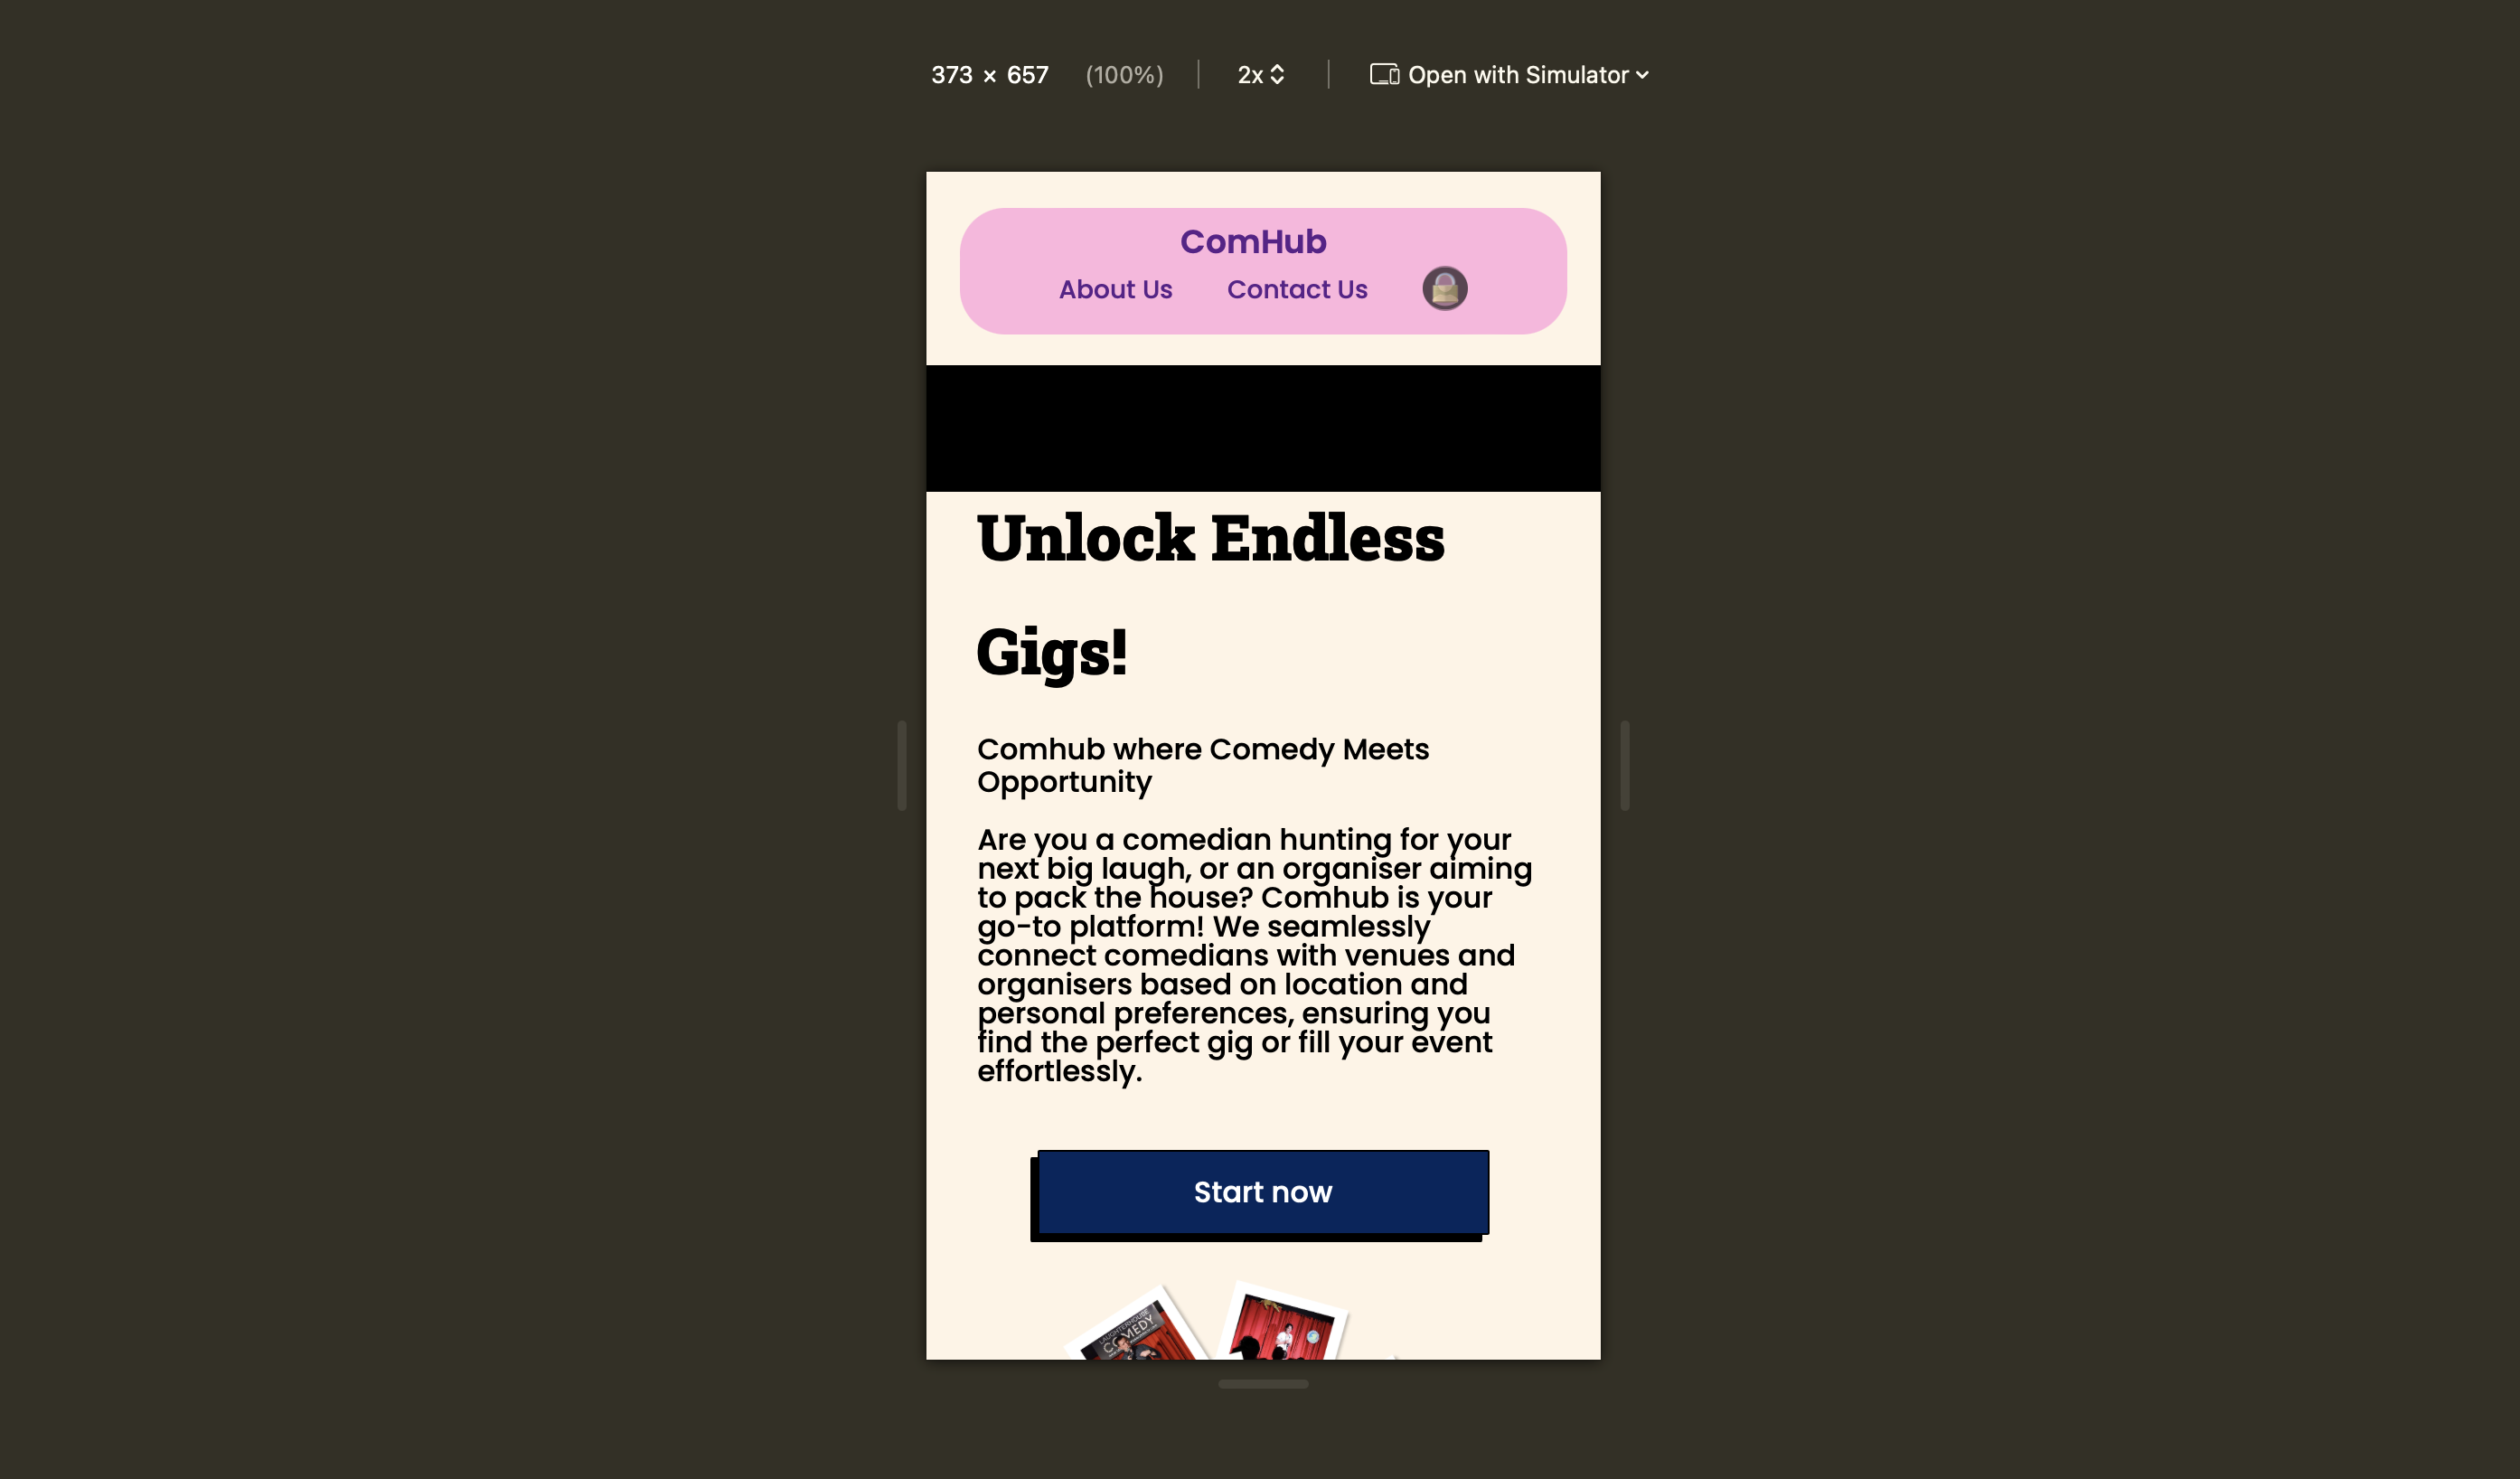 373 × 657 (100%) 2x Open with Simulator
ComHub
About Us Contact Us
Unlock Endless
Gigs!
Comhub where Comedy Meets
Opportunity
Are you a comedian hunting for your
next big laugh, or an organiser aiming
to pack the house? Comhub is your
go-to platform! We seamlessly
connect comedians with venues and
organisers based on location and
personal preferences, ensuring you
find the perfect gig or fill your event
effortlessly.
Start now
COMEDY